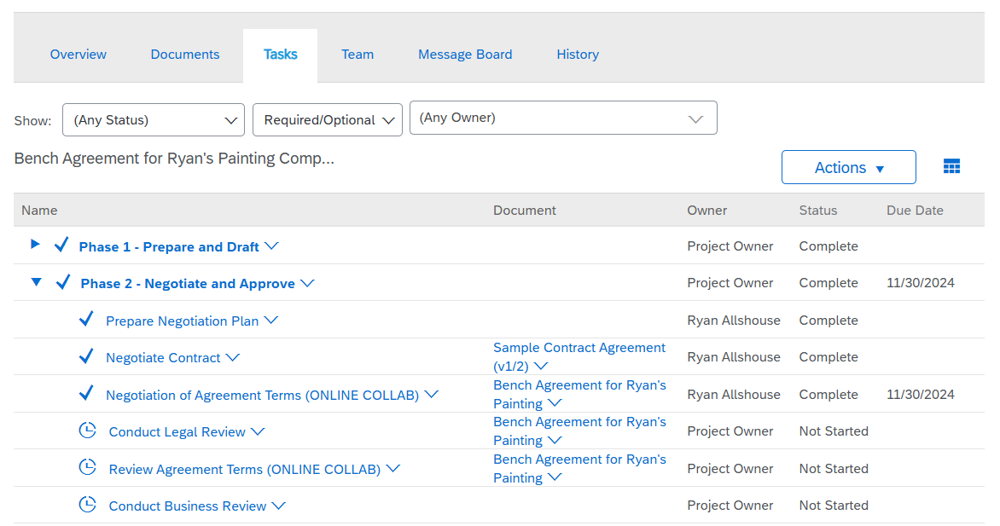 Overview Documents Tasks Team Message Board History
Show: (Any Status) Required/Optional (Any Owner)
Bench Agreement for Ryan's Painting Comp...
Actions
Name Document Owner Status Due Date
Phase 1 - Prepare and Draft Project Owner Complete
Phase 2 - Negotiate and Approve Project Owner Complete 11/30/2024
Prepare Negotiation Plan Ryan Allshouse Complete
Negotiate Contract Sample Contract Agreement (v1/2) Ryan Allshouse Complete
Negotiation of Agreement Terms (ONLINE COLLAB) Bench Agreement for Ryan's Painting Ryan Allshouse Complete 11/30/2024
Conduct Legal Review Bench Agreement for Ryan's Painting Project Owner Not Started
Review Agreement Terms (ONLINE COLLAB) Bench Agreement for Ryan's Painting Project Owner Not Started
Conduct Business Review Project Owner Not Started